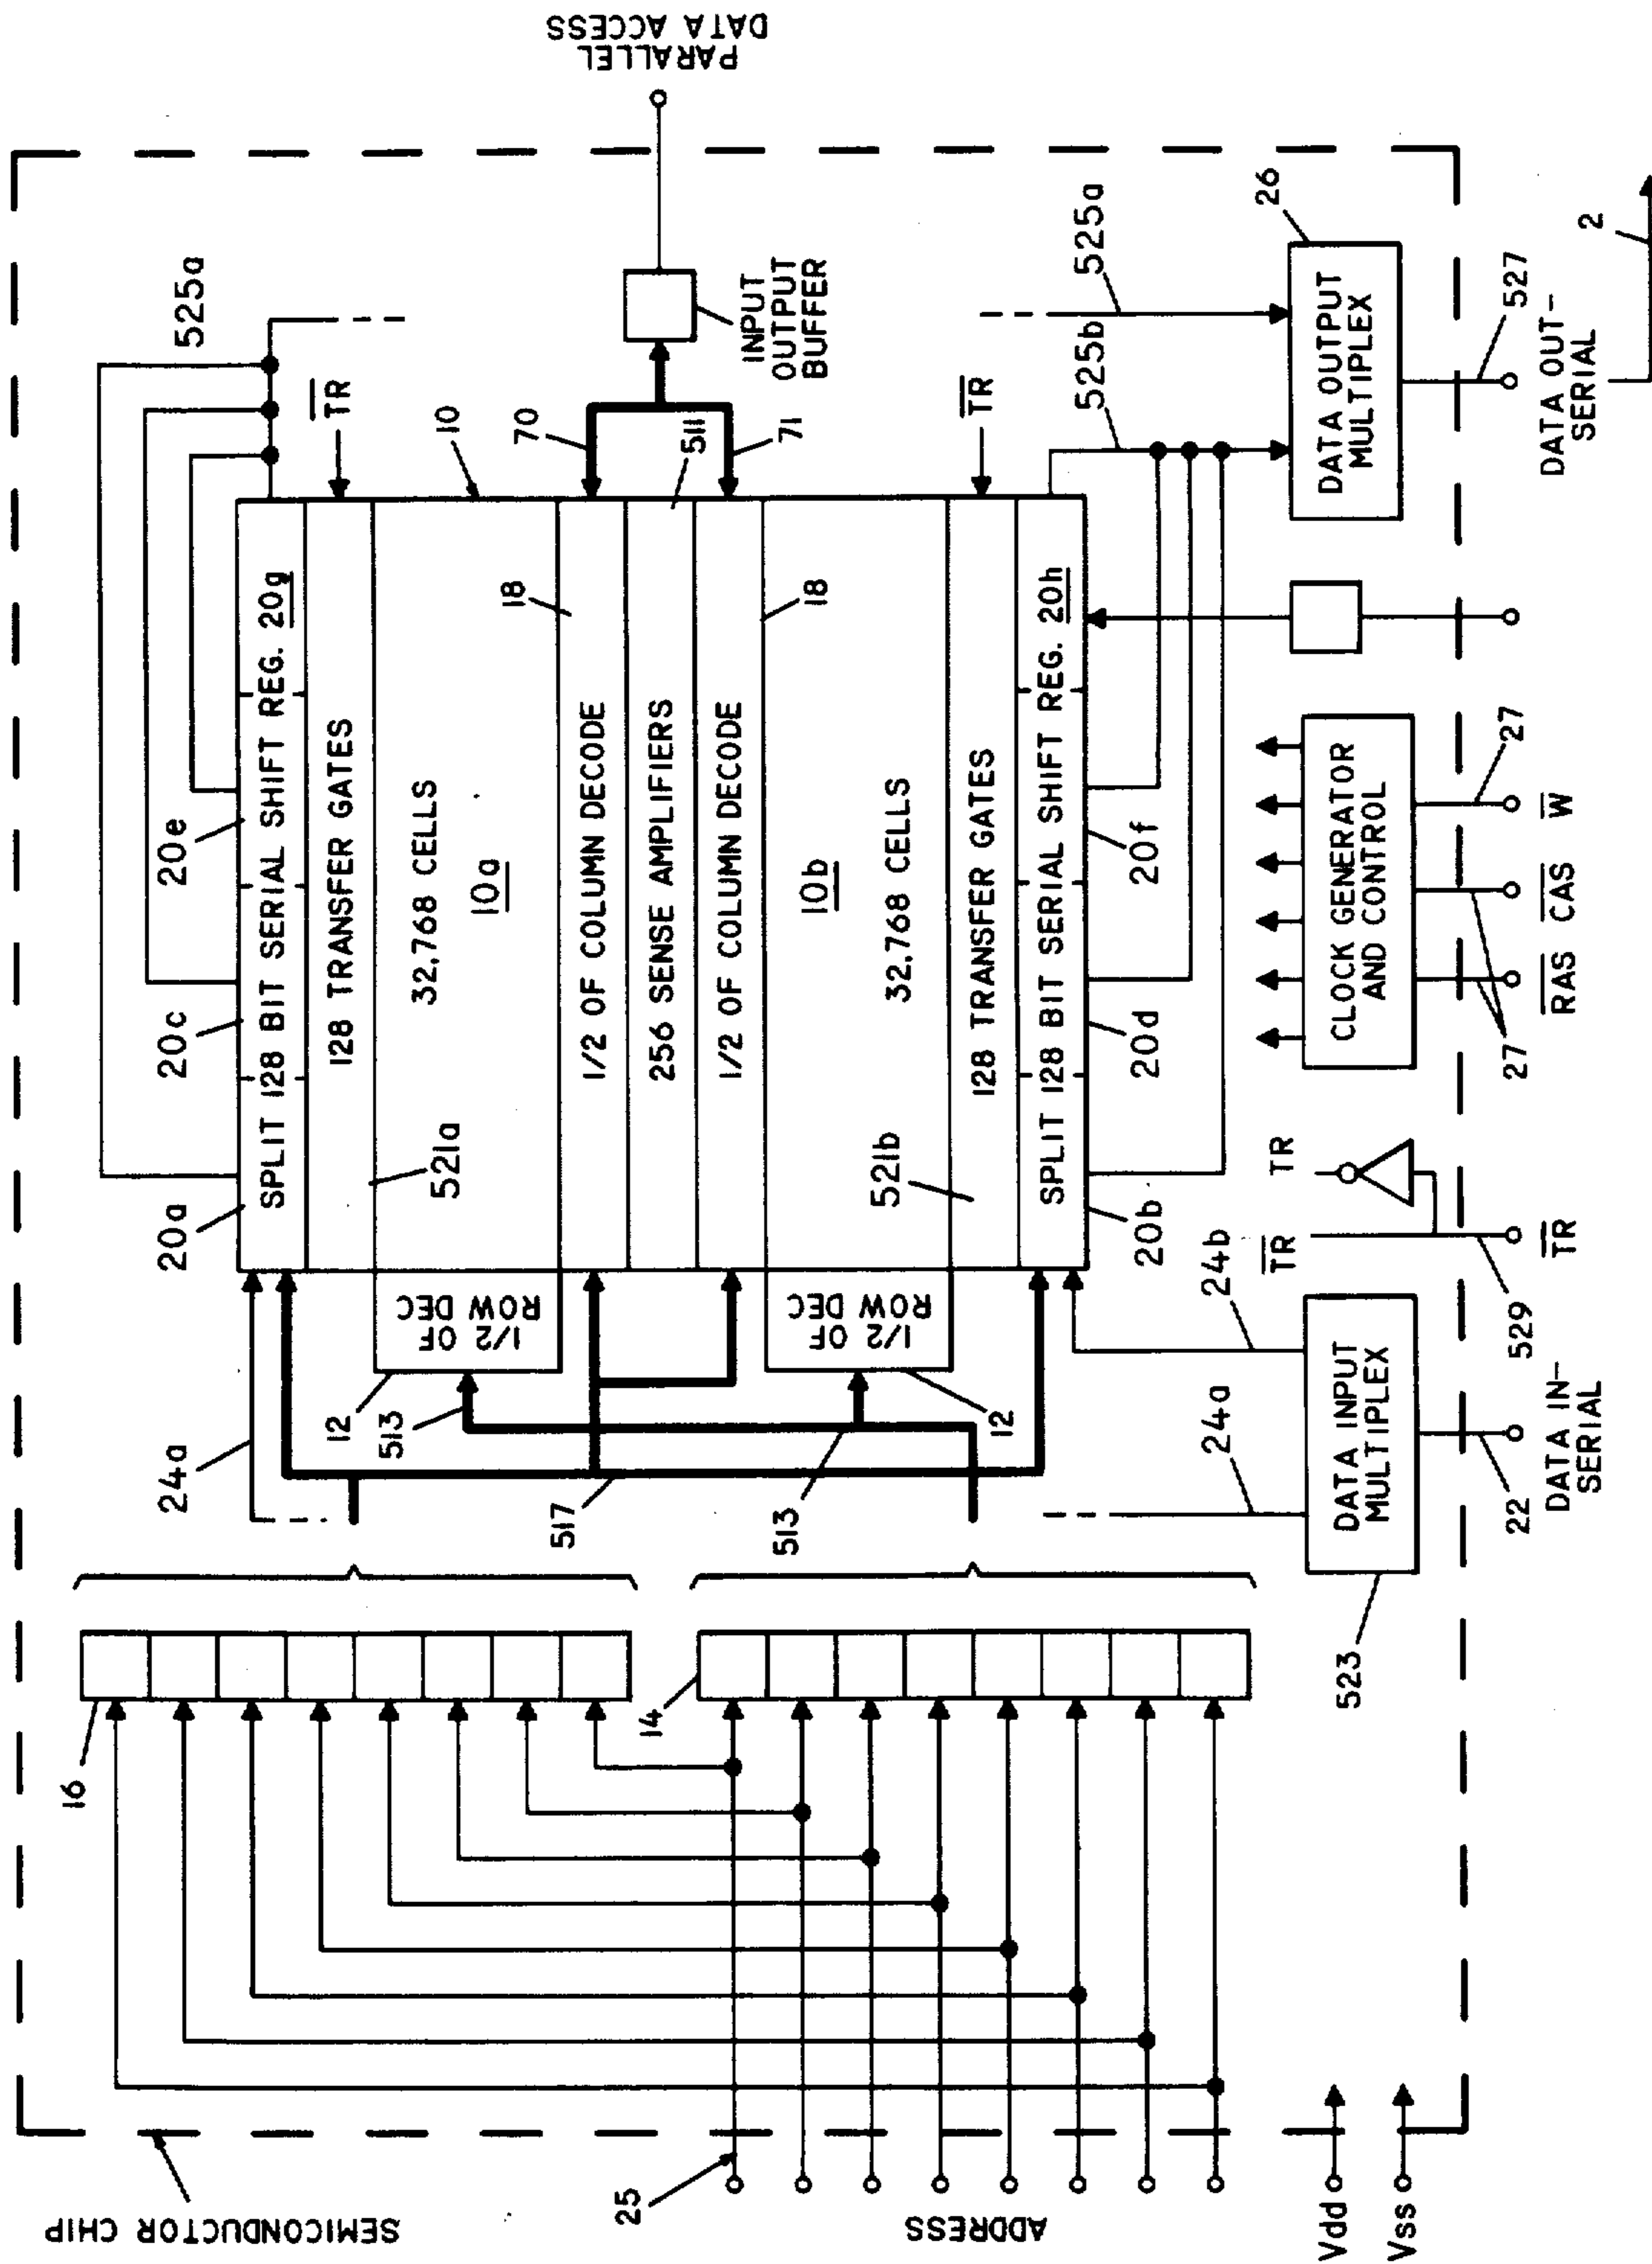 SEMICONDUCTOR CHIP
16
14
25
ADDRESS
Vdd
Vss
24a
517
513
513
12
12
1/2 OF
ROW DEC
1/2 OF
ROW DEC
20a
20c
20e
525a
SPLIT 128 BIT SERIAL SHIFT REG. 20g
128 TRANSFER GATES
TR
521a
32,768 CELLS
10a
10
18
1/2 OF COLUMN DECODE
70
256 SENSE AMPLIFIERS
511
1/2 OF COLUMN DECODE
71
18
INPUT
OUTPUT
BUFFER
PARALLEL
DATA ACCESS
32,768 CELLS
10b
521b
128 TRANSFER GATES
TR
SPLIT 128 BIT SERIAL SHIFT REG. 20h
20b
20d
20f
525b
525a
24a
24b
DATA INPUT
MULTIPLEX
523
22
DATA IN-
SERIAL
TR
TR
529
TR
CLOCK GENERATOR
AND CONTROL
27
27
RAS
CAS
W
DATA OUTPUT
MULTIPLEX
26
527
DATA OUT-
SERIAL
2